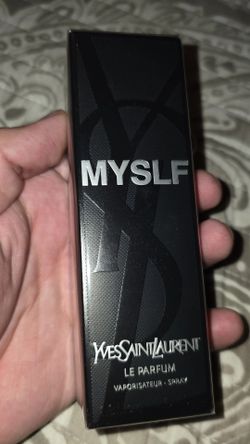 MYSLF
YVESSAINTLAURENT
LE PARFUM
VAPORISATEUR - SPRAY